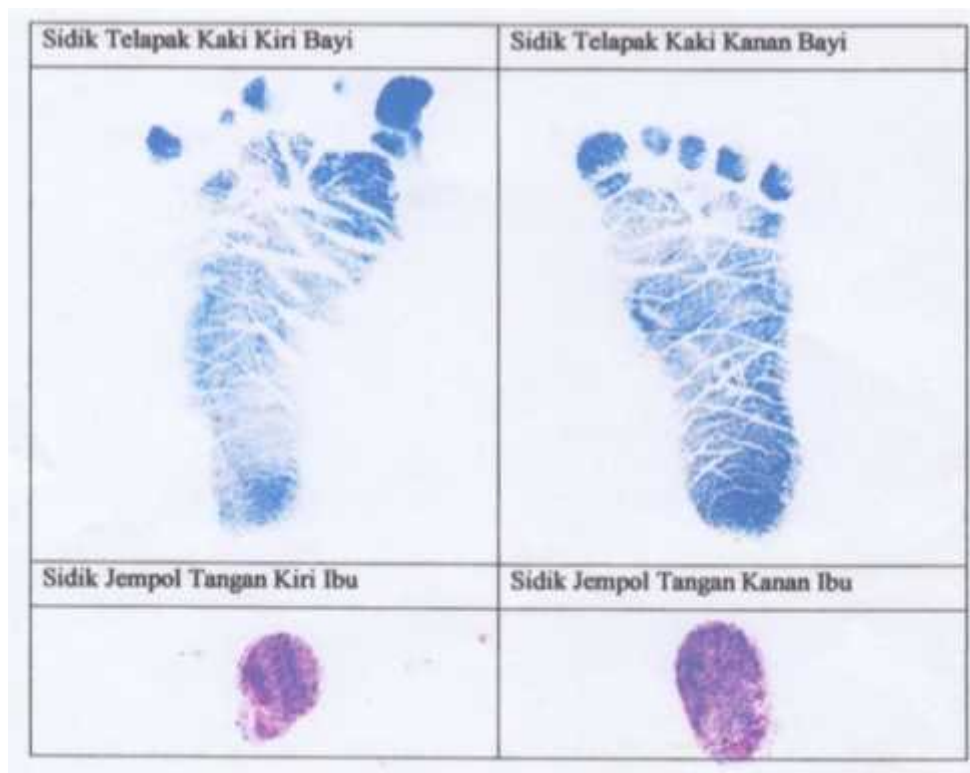 Sidik Telapak Kaki Kiri Bayi
Sidik Telapak Kaki Kanan Bayi
Sidik Jempol Tangan Kiri Ibu
Sidik Jempol Tangan Kanan Ibu